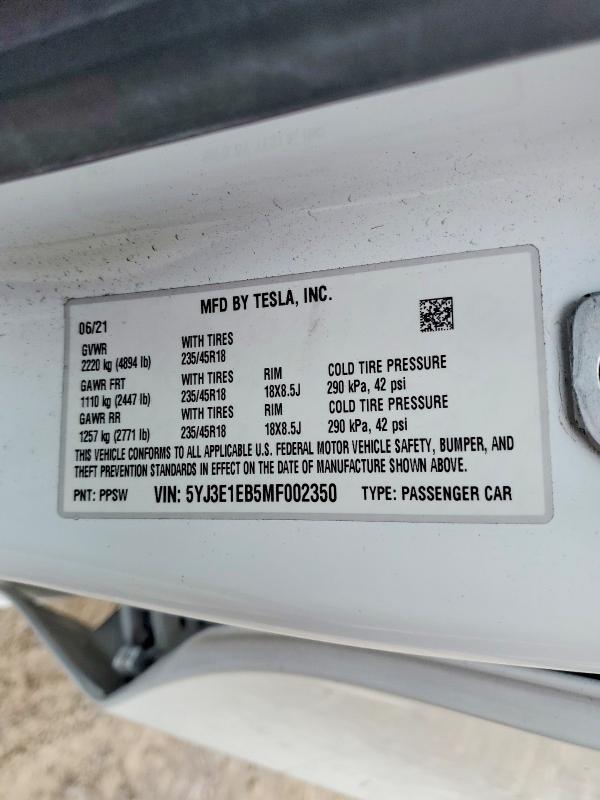 MFD BY TESLA, INC.
06/21
GVWR WITH TIRES
2220 kg (4894 lb) 235/45R18
GAWR FRT WITH TIRES RIM COLD TIRE PRESSURE
1110 kg (2447 lb) 235/45R18 18X8.5J 290 kPa, 42 psi
GAWR RR WITH TIRES RIM COLD TIRE PRESSURE
1257 kg (2771 lb) 235/45R18 18X8.5J 290 kPa, 42 psi
THIS VEHICLE CONFORMS TO ALL APPLICABLE U.S. FEDERAL MOTOR VEHICLE SAFETY, BUMPER, AND
THEFT PREVENTION STANDARDS IN EFFECT ON THE DATE OF MANUFACTURE SHOWN ABOVE.
PNT: PPSW VIN: 5YJ3E1EB5MF002350 TYPE: PASSENGER CAR